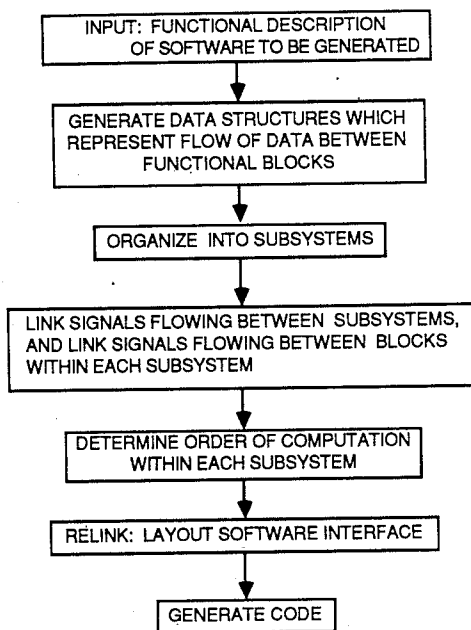 INPUT: FUNCTIONAL DESCRIPTION
OF SOFTWARE TO BE GENERATED
GENERATE DATA STRUCTURES WHICH
REPRESENT FLOW OF DATA BETWEEN
FUNCTIONAL BLOCKS
ORGANIZE INTO SUBSYSTEMS
LINK SIGNALS FLOWING BETWEEN SUBSYSTEMS,
AND LINK SIGNALS FLOWING BETWEEN BLOCKS
WITHIN EACH SUBSYSTEM
DETERMINE ORDER OF COMPUTATION
WITHIN EACH SUBSYSTEM
RELINK: LAYOUT SOFTWARE INTERFACE
GENERATE CODE